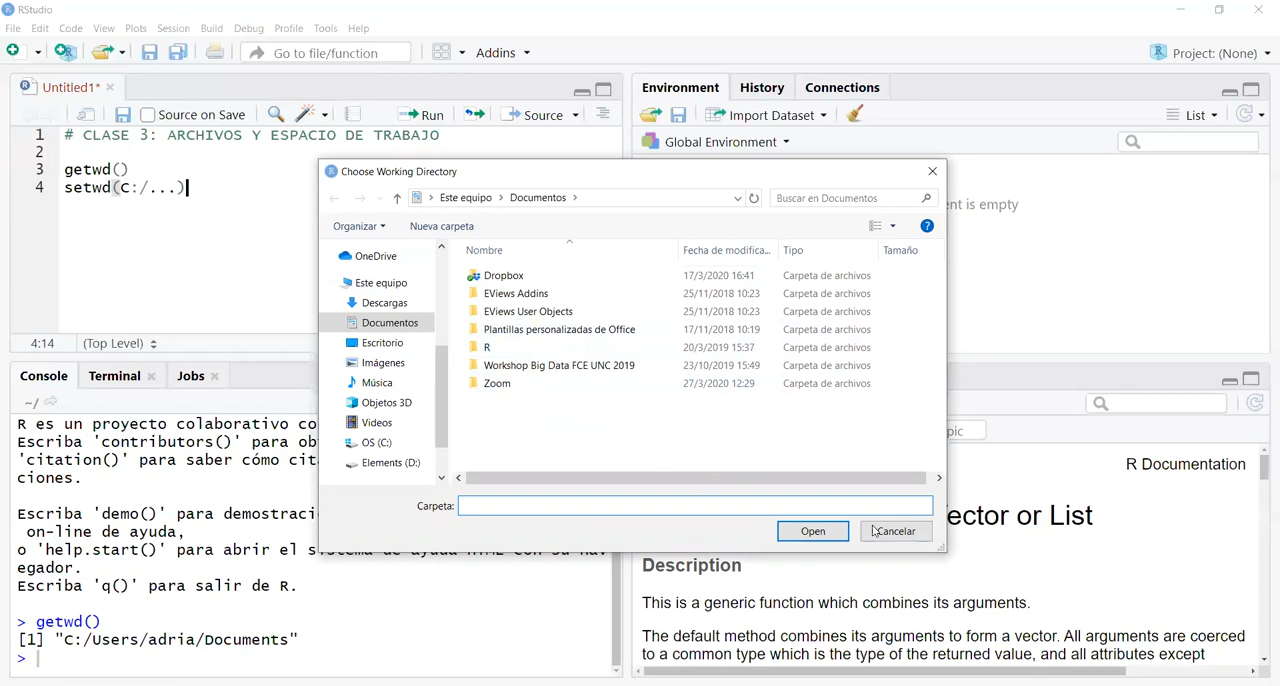 RStudio
File Edit Code View Plots Session Build Debug Profile Tools Help
Go to file/function Addins Project: (None)
Untitled1*
Source on Save Run Source
1 # CLASE 3: ARCHIVOS Y ESPACIO DE TRABAJO
2
3 getwd()
4 setwd(C:/...)
4:14 (Top Level)
Console Terminal Jobs
~/
R es un proyecto colaborativo co
Escriba 'contributors()' para ob
'citation()' para saber cómo cit
ciones.
Escriba 'demo()' para demostraci
on-line de ayuda,
o 'help.start()' para abrir el
egador.
Escriba 'q()' para salir de R.
> getwd()
[1] "C:/Users/adria/Documents"
>
Environment History Connections
Import Dataset List
Global Environment
nt is empty
Choose Working Directory
Este equipo Documentos Buscar en Documentos
Organizar Nueva carpeta
OneDrive
Este equipo
Descargas
Documentos
Escritorio
Imágenes
Música
Objetos 3D
Videos
OS (C:)
Elements (D:)
Nombre Fecha de modifica... Tipo Tamaño
Dropbox 17/3/2020 16:41 Carpeta de archivos
EViews Addins 25/11/2018 10:23 Carpeta de archivos
EViews User Objects 25/11/2018 10:23 Carpeta de archivos
Plantillas personalizadas de Office 17/11/2018 10:19 Carpeta de archivos
R 20/3/2019 15:37 Carpeta de archivos
Workshop Big Data FCE UNC 2019 23/10/2019 15:49 Carpeta de archivos
Zoom 27/3/2020 12:29 Carpeta de archivos
Carpeta:
Open Cancelar
pic
R Documentation
ector or List
Description
This is a generic function which combines its arguments.
The default method combines its arguments to form a vector. All arguments are coerced
to a common type which is the type of the returned value, and all attributes except